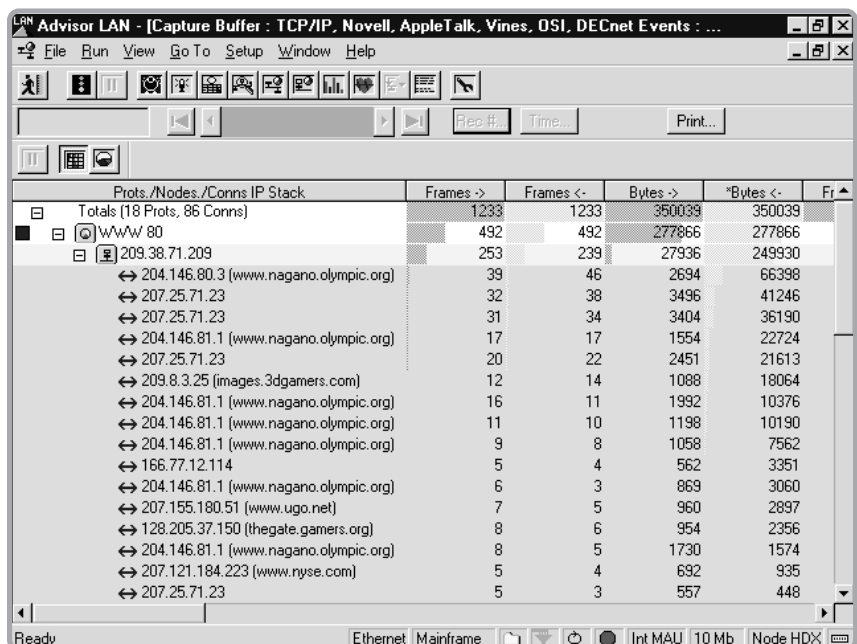 LAN Advisor LAN - [Capture Buffer : TCP/IP, Novell, AppleTalk, Vines, OSI, DECnet Events : ...
File Run View Go To Setup Window Help
Rec #... Time... Print...
Prots./Nodes./Conns IP Stack Frames -> Frames <- Bytes -> *Bytes <- Fr
Totals (18 Prots, 86 Conns) 1233 1233 350039 350039
WWW 80 492 492 277866 277866
209.38.71.209 253 239 27936 249930
204.146.80.3 (www.nagano.olympic.org) 39 46 2694 66398
207.25.71.23 32 38 3496 41246
207.25.71.23 31 34 3404 36190
204.146.81.1 (www.nagano.olympic.org) 17 17 1554 22724
207.25.71.23 20 22 2451 21613
209.8.3.25 (images.3dgamers.com) 12 14 1088 18064
204.146.81.1 (www.nagano.olympic.org) 16 11 1992 10376
204.146.81.1 (www.nagano.olympic.org) 11 10 1198 10190
204.146.81.1 (www.nagano.olympic.org) 9 8 1058 7562
166.77.12.114 5 4 562 3351
204.146.81.1 (www.nagano.olympic.org) 6 3 869 3060
207.155.180.51 (www.ugo.net) 7 5 960 2897
128.205.37.150 (thegate.gamers.org) 8 6 954 2356
204.146.81.1 (www.nagano.olympic.org) 8 5 1730 1574
207.121.184.223 (www.nyse.com) 5 4 692 935
207.25.71.23 5 3 557 448
Ready Ethernet Mainframe Int MAU 10 Mb Node HDX